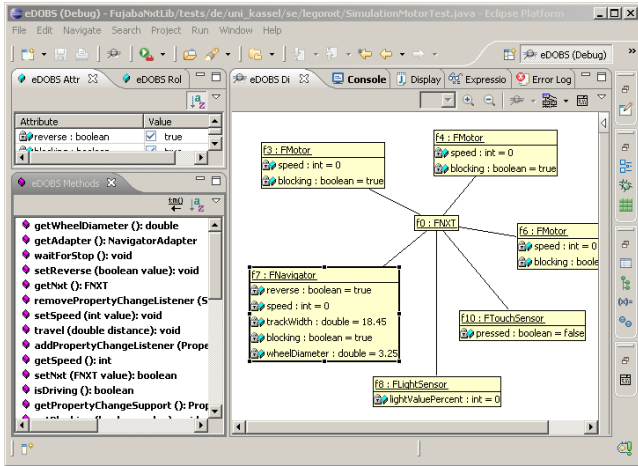 eDOBS (Debug) - FujabaNxtLib/tests/de/uni_kassel/se/legonxt/SimulationMotorTest.java - Eclipse Platform
File Edit Navigate Search Project Run Window Help
eDOBS (Debug)
eDOBS Attr
eDOBS Rol
eDOBS Di
Console
Display
Expressio
Error Log
Attribute Value
reverse : boolean true
blocking : boolean true
eDOBS Methods
getWheelDiameter (): double
getAdapter (): NavigatorAdapter
waitForStop (): void
setReverse (boolean value): void
getNxt (): FNXT
removePropertyChangeListener (S
setSpeed (int value): void
travel (double distance): void
addPropertyChangeListener (Prope
getSpeed (): int
setNxt (FNXT value): boolean
isDriving (): boolean
getPropertyChangeSupport (): Prop
f3 : FMotor
speed : int = 0
blocking : boolean = true
f4 : FMotor
speed : int = 0
blocking : boolean = true
f0 : FNXT
f6 : FMotor
speed : int = 0
blocking : boole
f7 : FNavigator
reverse : boolean = true
speed : int = 0
trackWidth : double = 18.45
blocking : boolean = true
wheelDiameter : double = 3.25
f10 : FTouchSensor
pressed : boolean = false
f8 : FLightSensor
lightValuePercent : int = 0